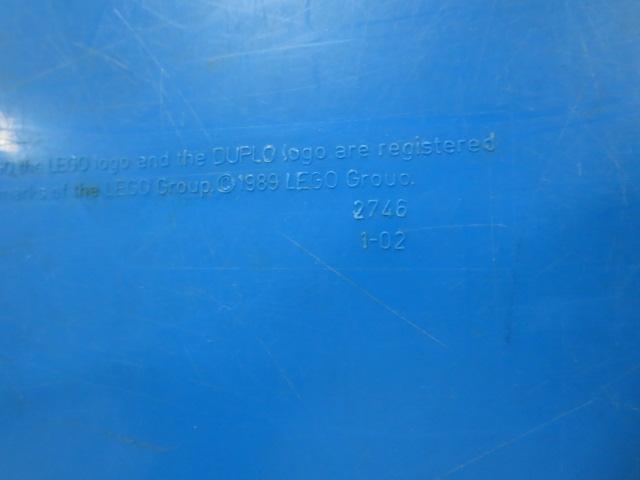 the LEGO logo and the DUPLO logo are registered
marks of the LEGO Group. © 1989 LEGO Group.
2746
1-02